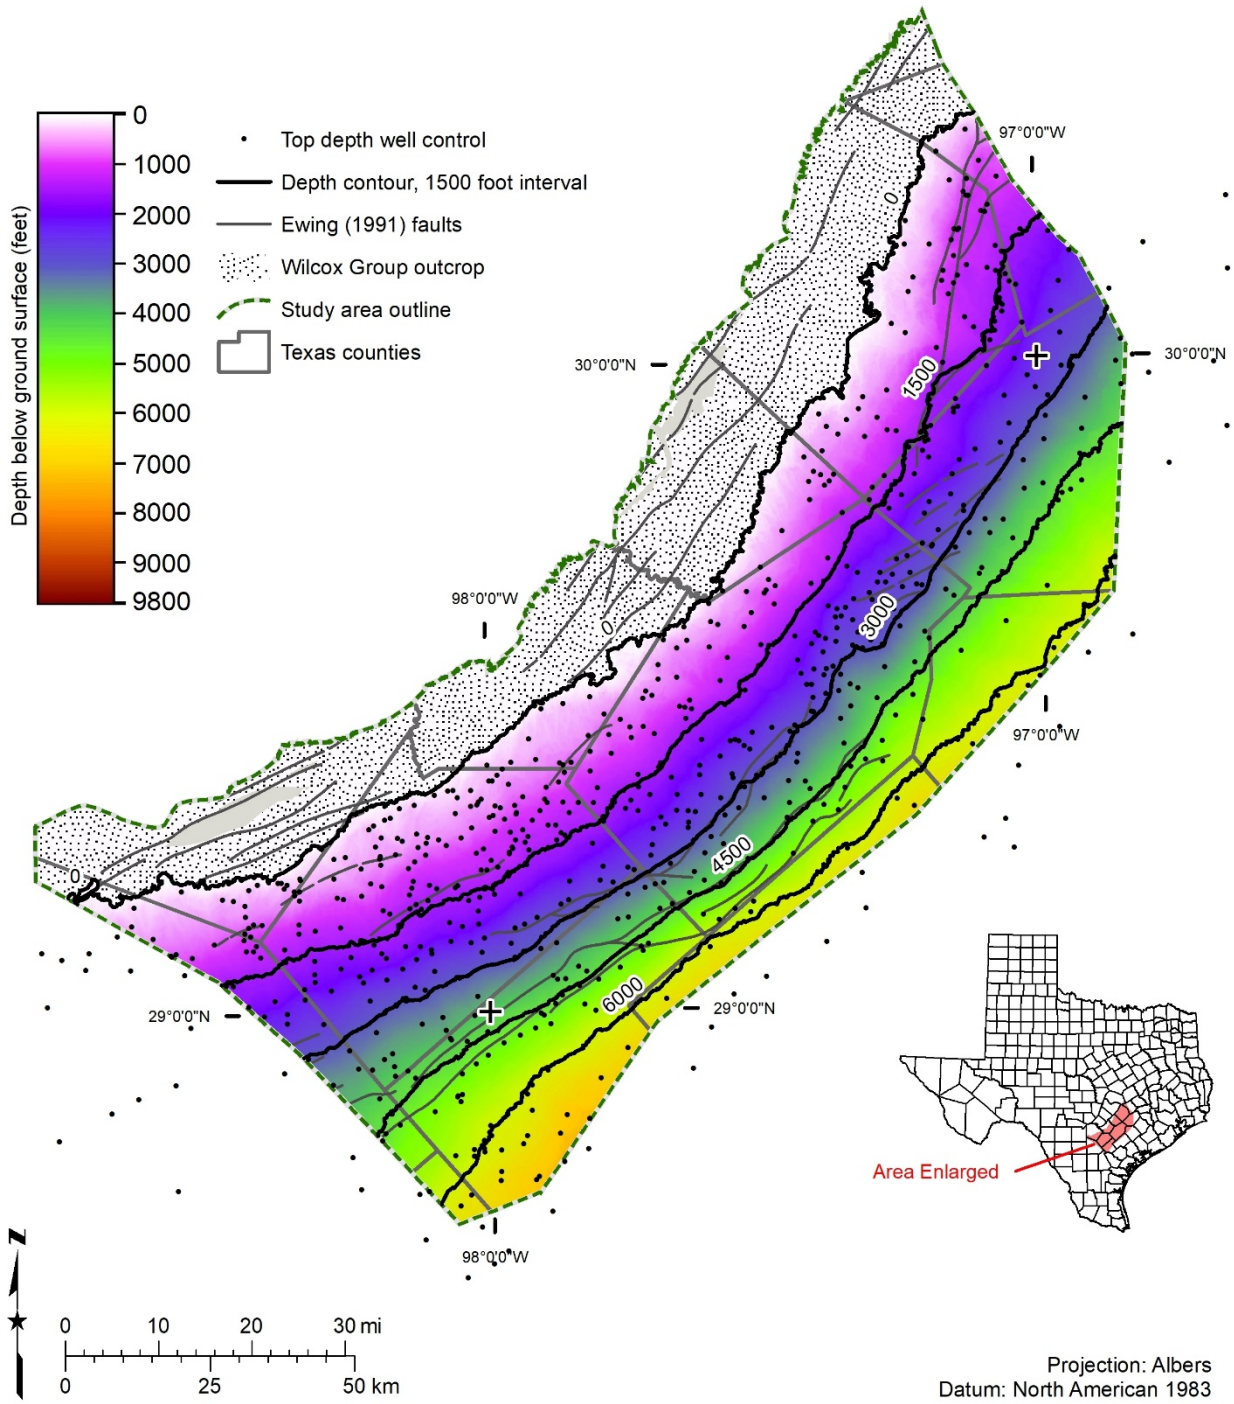 Depth below ground surface (feet)
0
1000
2000
3000
4000
5000
6000
7000
8000
9000
9800
Top depth well control
Depth contour, 1500 foot interval
Ewing (1991) faults
Wilcox Group outcrop
Study area outline
Texas counties
97°0'0"W
0
30°0'0"N
30°0'0"N
1500
98°0'0"W
0
3000
97°0'0"W
4500
0
6000
29°0'0"N
29°0'0"N
Area Enlarged
98°0'0"W
N
0 10 20 30 mi
0 25 50 km
Projection: Albers
Datum: North American 1983